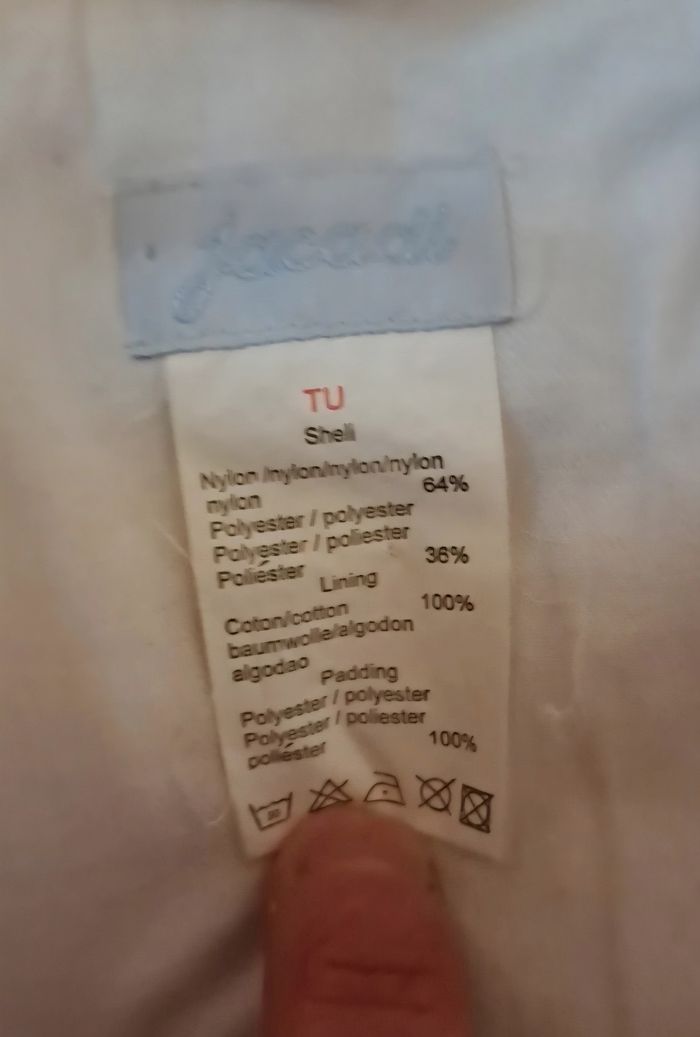 jacadi
TU
Shell
Nylon /nylon/nylon/nylon
nylon 64%
Polyester / polyester
Polyester / poliester
Poliéster 36%
Lining
Coton/cotton 100%
baumwolle/algodon
algodao
Padding
Polyester / polyester
Polyester / poliester
poliéster 100%